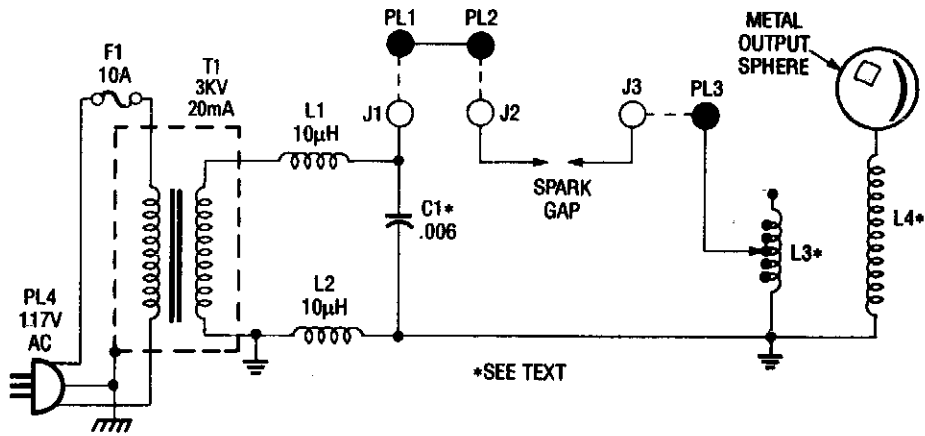 F1
10A
T1
3KV
20mA
L1
10µH
PL1
PL2
J1
J2
J3
PL3
METAL
OUTPUT
SPHERE
SPARK
GAP
C1*
.006
L3*
L4*
L2
10µH
PL4
117V
AC
*SEE TEXT